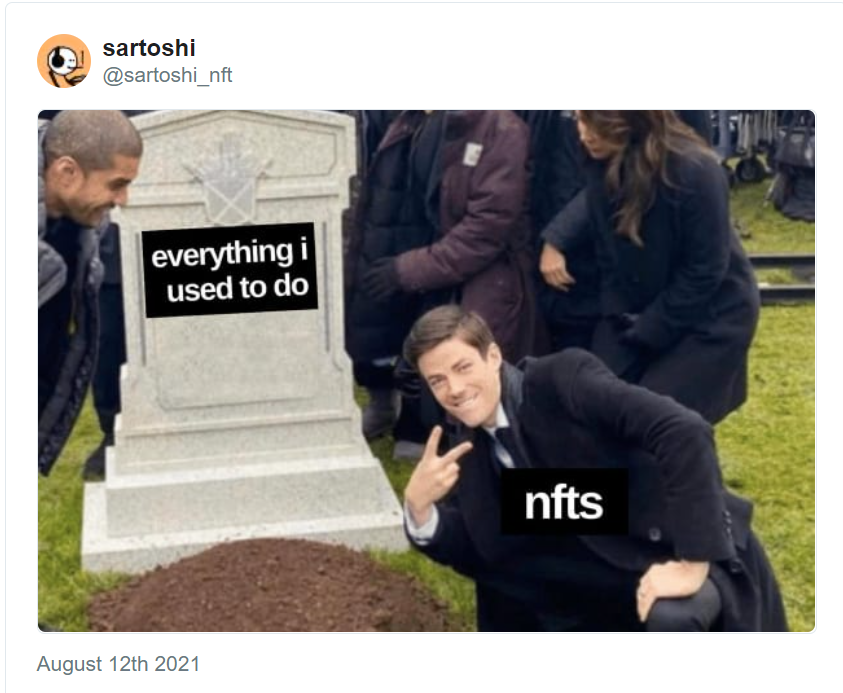 sartoshi
@sartoshi_nft
everything i
used to do
nfts
August 12th 2021